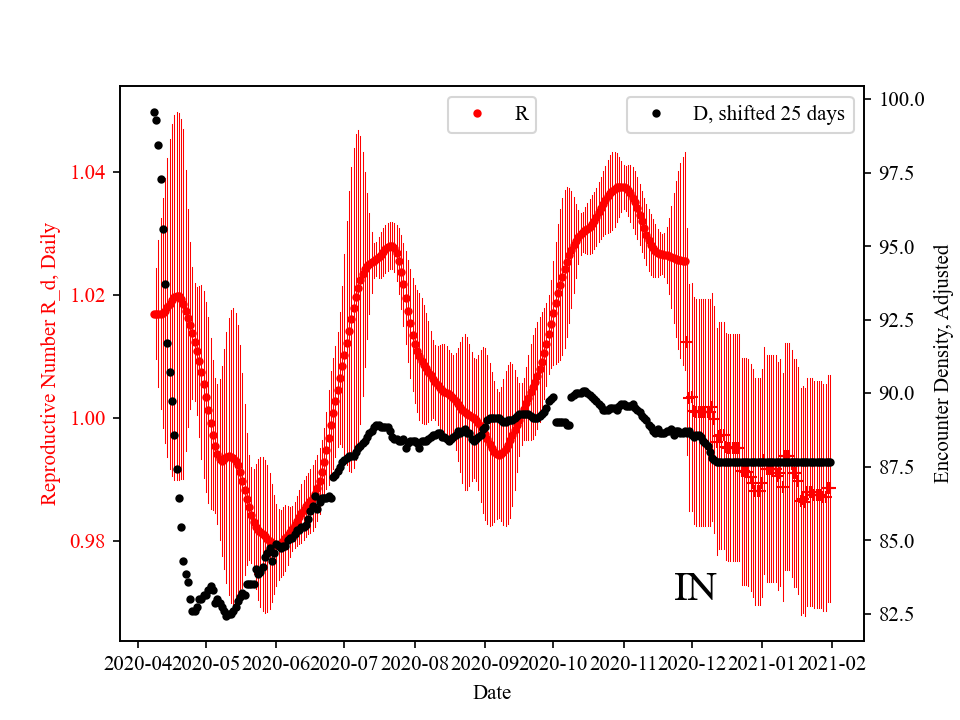 R
D, shifted 25 days
100.0
97.5
95.0
92.5
90.0
87.5
85.0
82.5
Encounter Density, Adjusted
1.04
1.02
1.00
0.98
Reproductive Number R_d, Daily
IN
2020-04 2020-05 2020-06 2020-07 2020-08 2020-09 2020-10 2020-11 2020-12 2021-01 2021-02
Date